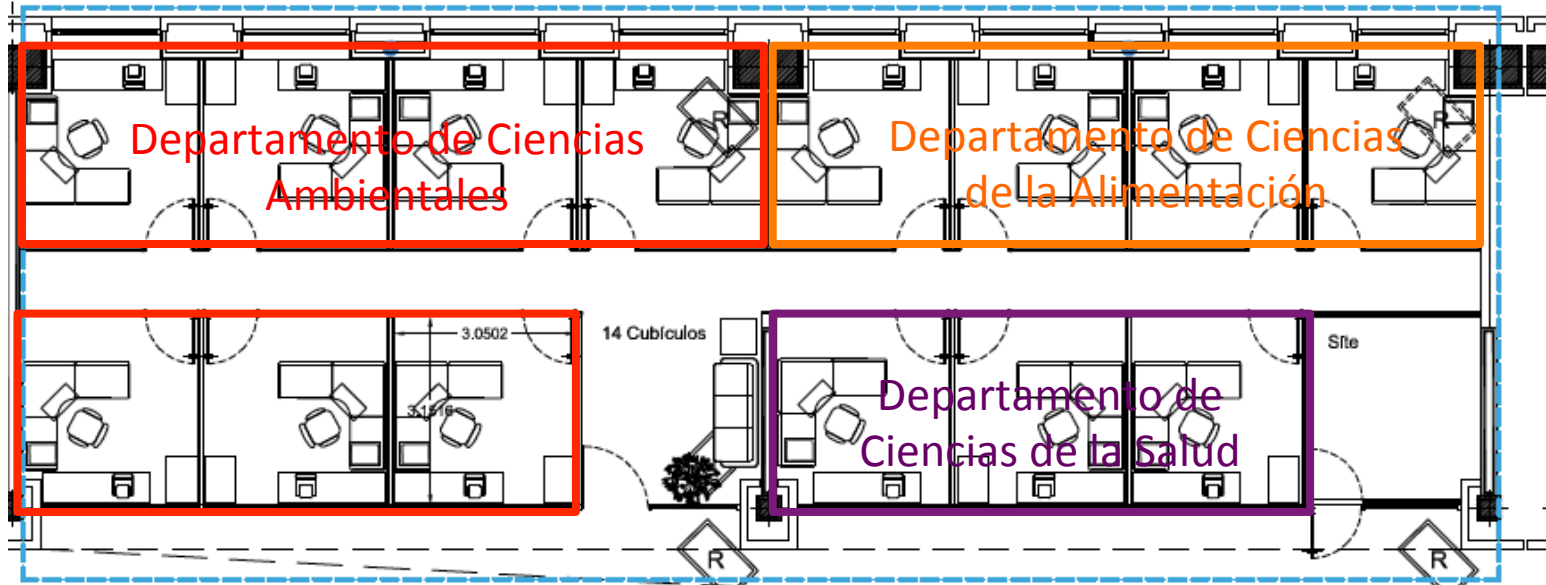 R
R
Departamento de Ciencias
Ambientales
Departamento de Ciencias
de la Alimentación
3.0502
14 Cubículos
Site
3.1516
Departamento de
Ciencias de la Salud
R
R